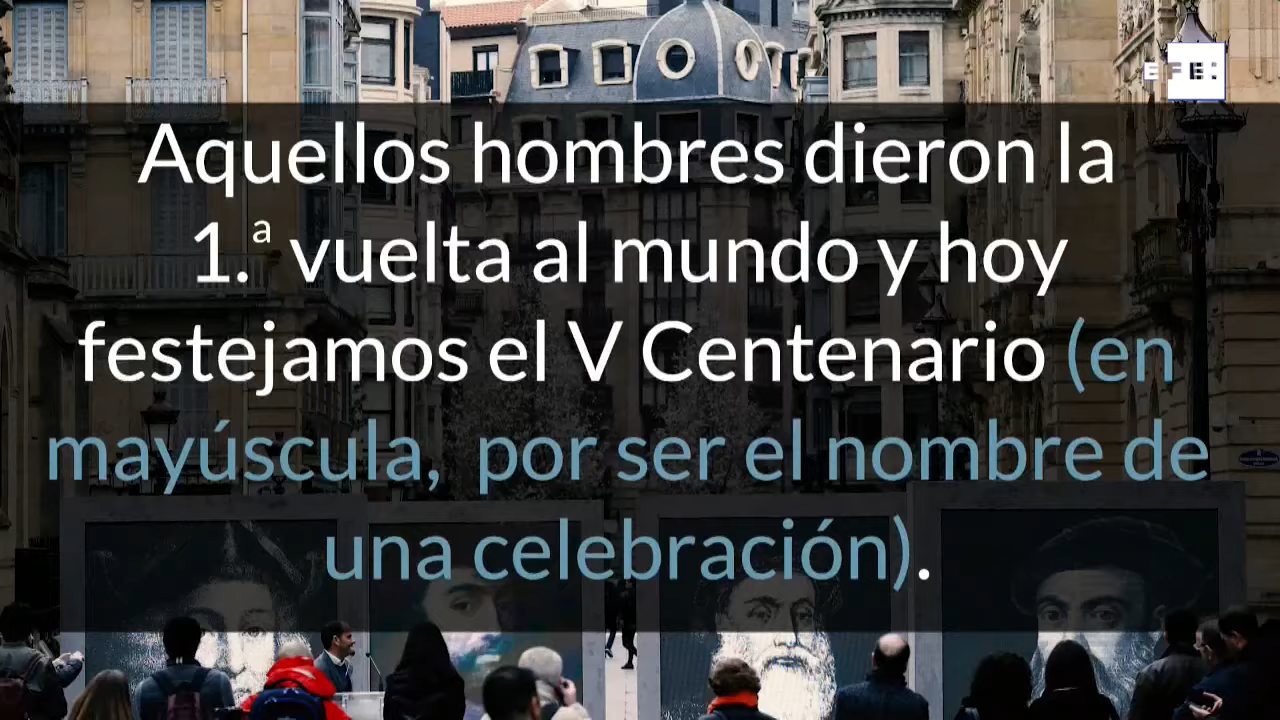 EFE:
Aquellos hombres dieron la
1.ª vuelta al mundo y hoy
festejamos el V Centenario (en
mayúscula, por ser el nombre de
una celebración).